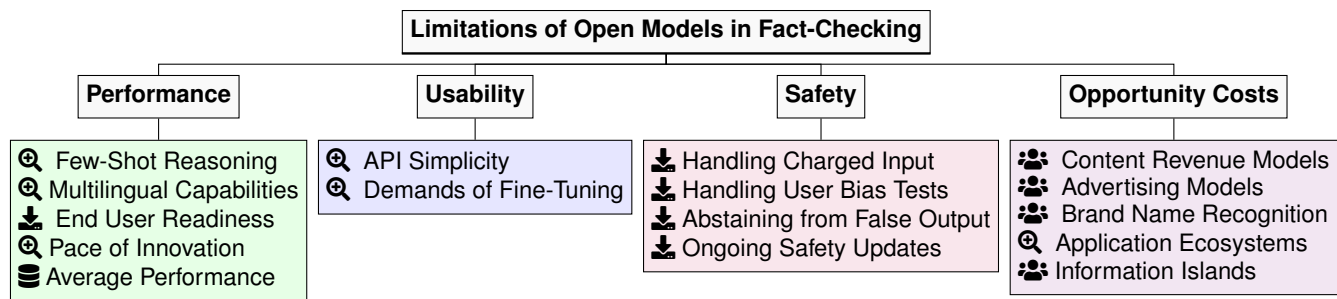 Limitations of Open Models in Fact-Checking
Performance
Few-Shot Reasoning
Multilingual Capabilities
End User Readiness
Pace of Innovation
Average Performance
Usability
API Simplicity
Demands of Fine-Tuning
Safety
Handling Charged Input
Handling User Bias Tests
Abstaining from False Output
Ongoing Safety Updates
Opportunity Costs
Content Revenue Models
Advertising Models
Brand Name Recognition
Application Ecosystems
Information Islands